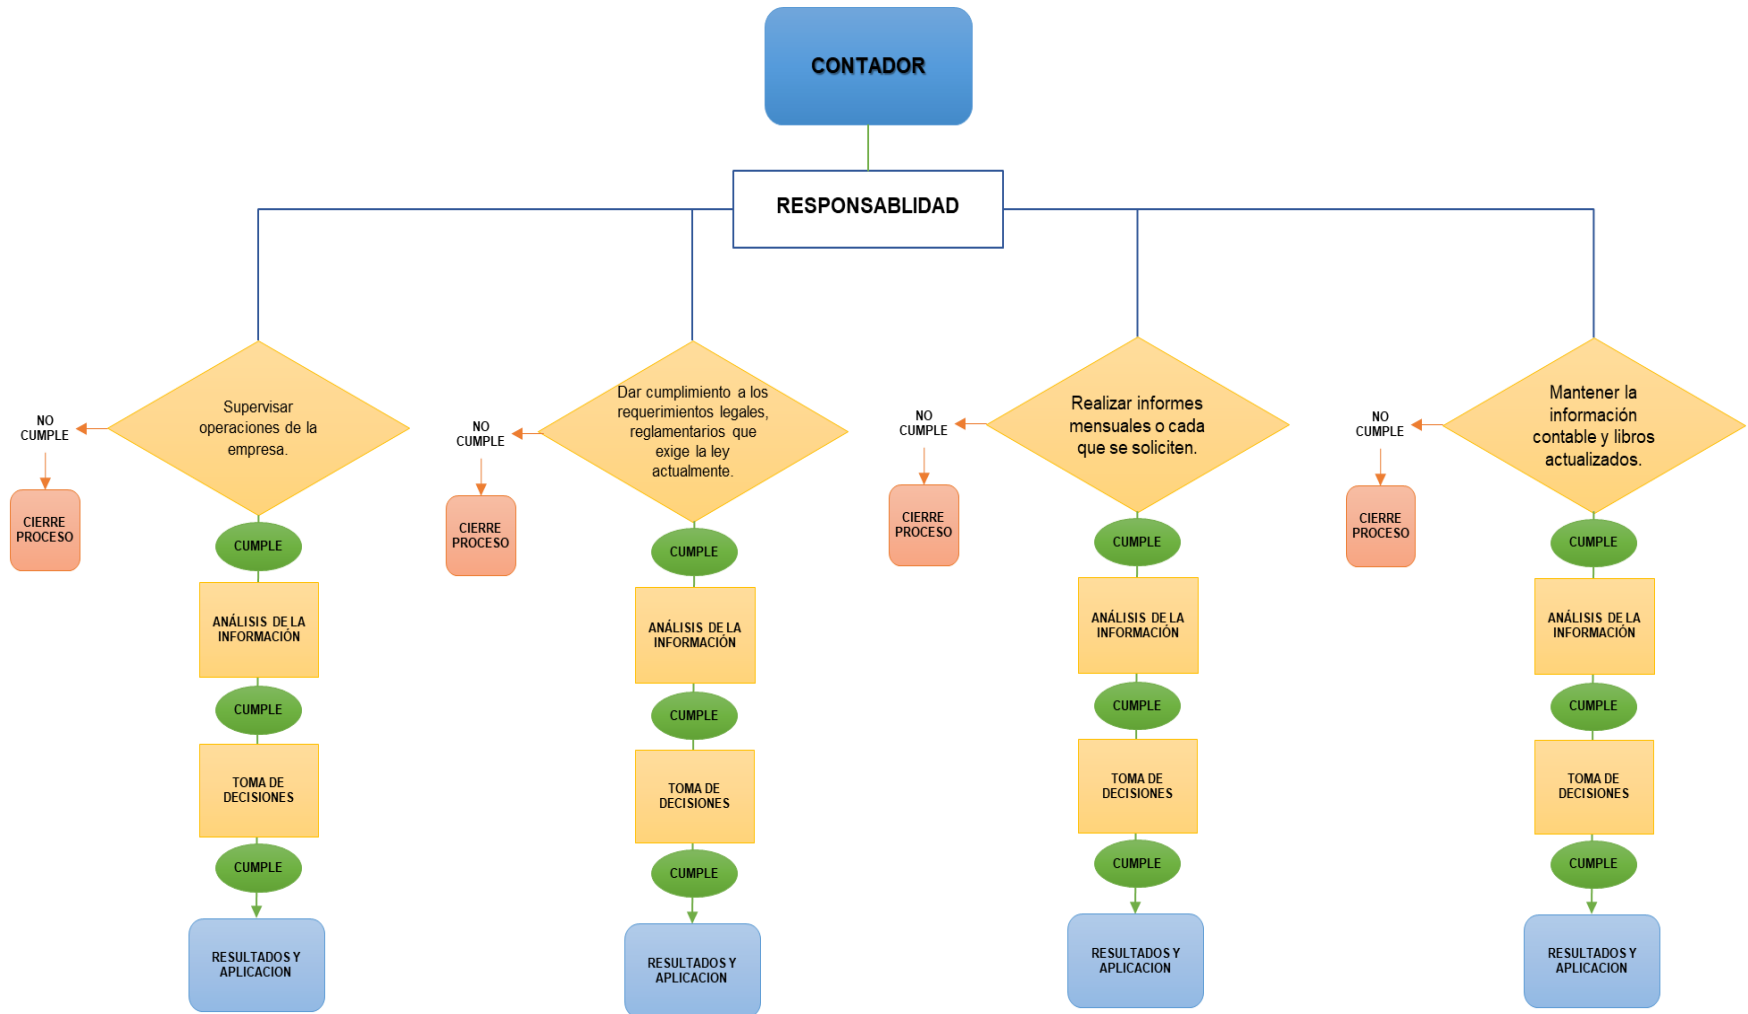 CONTADOR
RESPONSABLIDAD
Supervisar
operaciones de la
empresa.
NO
CUMPLE
CIERRE
PROCESO
CUMPLE
ANÁLISIS DE LA
INFORMACIÓN
CUMPLE
TOMA DE
DECISIONES
CUMPLE
RESULTADOS Y
APLICACION
Dar cumplimiento a los
requerimientos legales,
reglamentarios que
exige la ley
actualmente.
NO
CUMPLE
CIERRE
PROCESO
CUMPLE
ANÁLISIS DE LA
INFORMACIÓN
CUMPLE
TOMA DE
DECISIONES
CUMPLE
RESULTADOS Y
APLICACION
Realizar informes
mensuales o cada
que se soliciten.
NO
CUMPLE
CIERRE
PROCESO
CUMPLE
ANÁLISIS DE LA
INFORMACIÓN
CUMPLE
TOMA DE
DECISIONES
CUMPLE
RESULTADOS Y
APLICACION
Mantener la
información
contable y libros
actualizados.
NO
CUMPLE
CIERRE
PROCESO
CUMPLE
ANÁLISIS DE LA
INFORMACIÓN
CUMPLE
TOMA DE
DECISIONES
CUMPLE
RESULTADOS Y
APLICACION